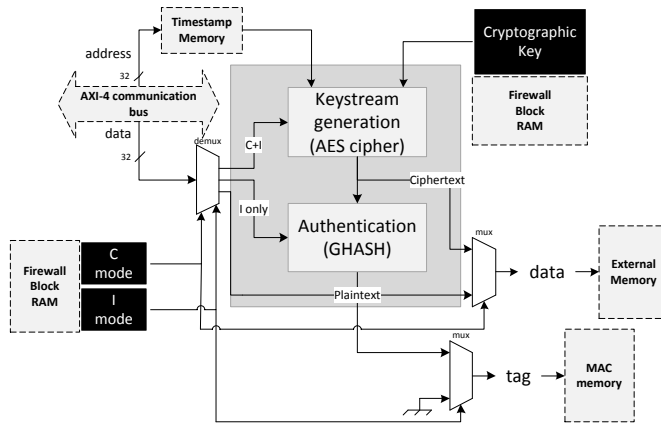 Timestamp
Memory
Cryptographic
Key
address
32
AXI-4 communication
bus
Keystream
generation
(AES cipher)
Firewall
Block
RAM
data
32
demux
C+I
Ciphertext
I only
Authentication
(GHASH)
mux
Firewall
Block
RAM
C
mode
I
mode
Plaintext
data
External
Memory
mux
tag
MAC
memory